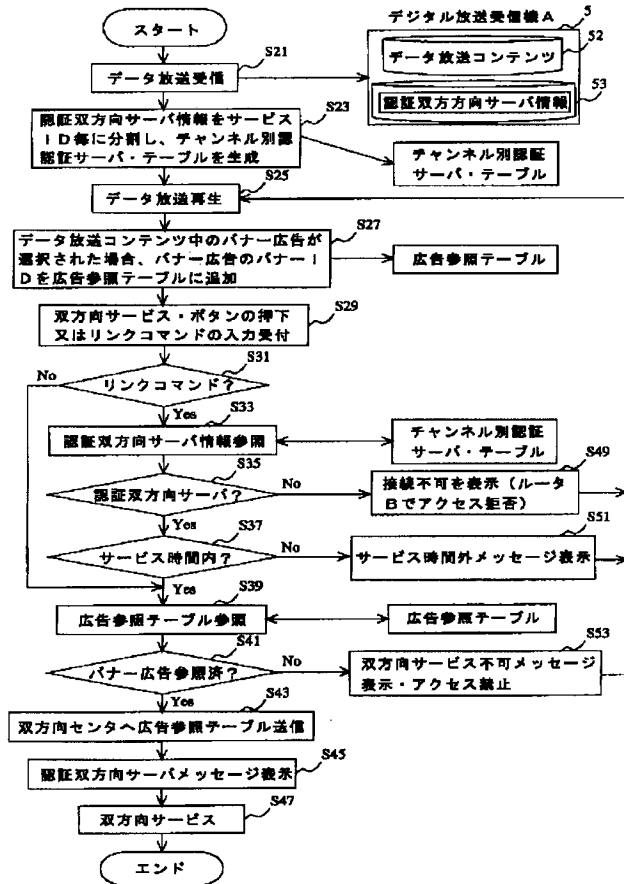 スタート
デジタル放送受信機A
5
データ放送コンテンツ
52
認証双方方向サーバ情報
53
S21
データ放送受信
S23
認証双方向サーバ情報をサービス
ID毎に分割し、チャンネル別認
認証サーバ・テーブルを生成
チャンネル別認証
サーバ・テーブル
S25
データ放送再生
S27
データ放送コンテンツ中のバナー広告が
選択された場合、バナー広告のバナーI
Dを広告参照テーブルに追加
広告参照テーブル
S29
双方向サービス・ボタンの押下
又はリンクコマンドの入力受付
S31
No
リンクコマンド?
Yes
S33
認証双方向サーバ情報参照
チャンネル別認証
サーバ・テーブル
S35
認証双方向サーバ?
No
S49
接続不可を表示(ルータ
Bでアクセス拒否)
Yes
S37
サービス時間内?
No
S51
サービス時間外メッセージ表示
Yes
S39
広告参照テーブル参照
広告参照テーブル
S41
バナー広告参照済?
No
S53
双方向サービス不可メッセージ
表示・アクセス禁止
Yes
S43
双方向センタへ広告参照テーブル送信
S45
認証双方向サーバメッセージ表示
S47
双方向サービス
エンド